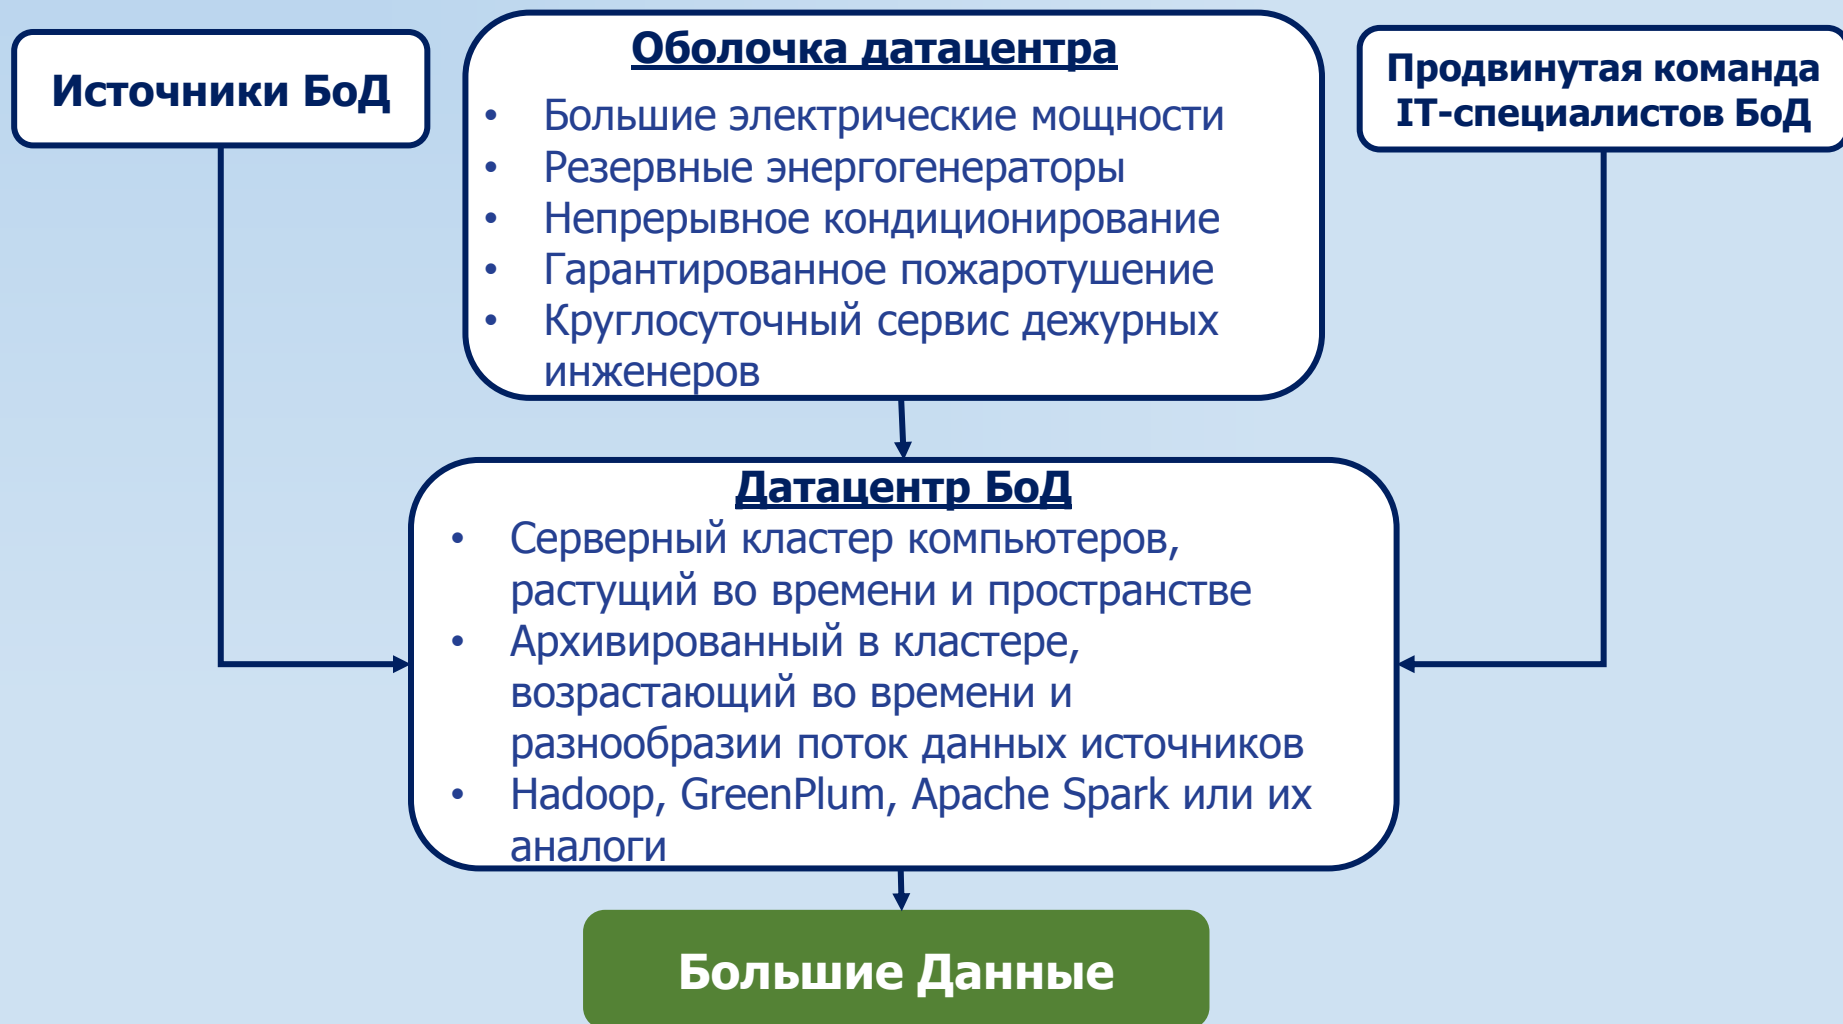 Источники БоД
Оболочка датацентра
• Большие электрические мощности
• Резервные энергогенераторы
• Непрерывное кондиционирование
• Гарантированное пожаротушение
• Круглосуточный сервис дежурных
инженеров
Продвинутая команда
IT-специалистов БоД
Датацентр БоД
• Серверный кластер компьютеров,
растущий во времени и пространстве
• Архивированный в кластере,
возрастающий во времени и
разнообразии поток данных источников
• Hadoop, GreenPlum, Apache Spark или их
аналоги
Большие Данные